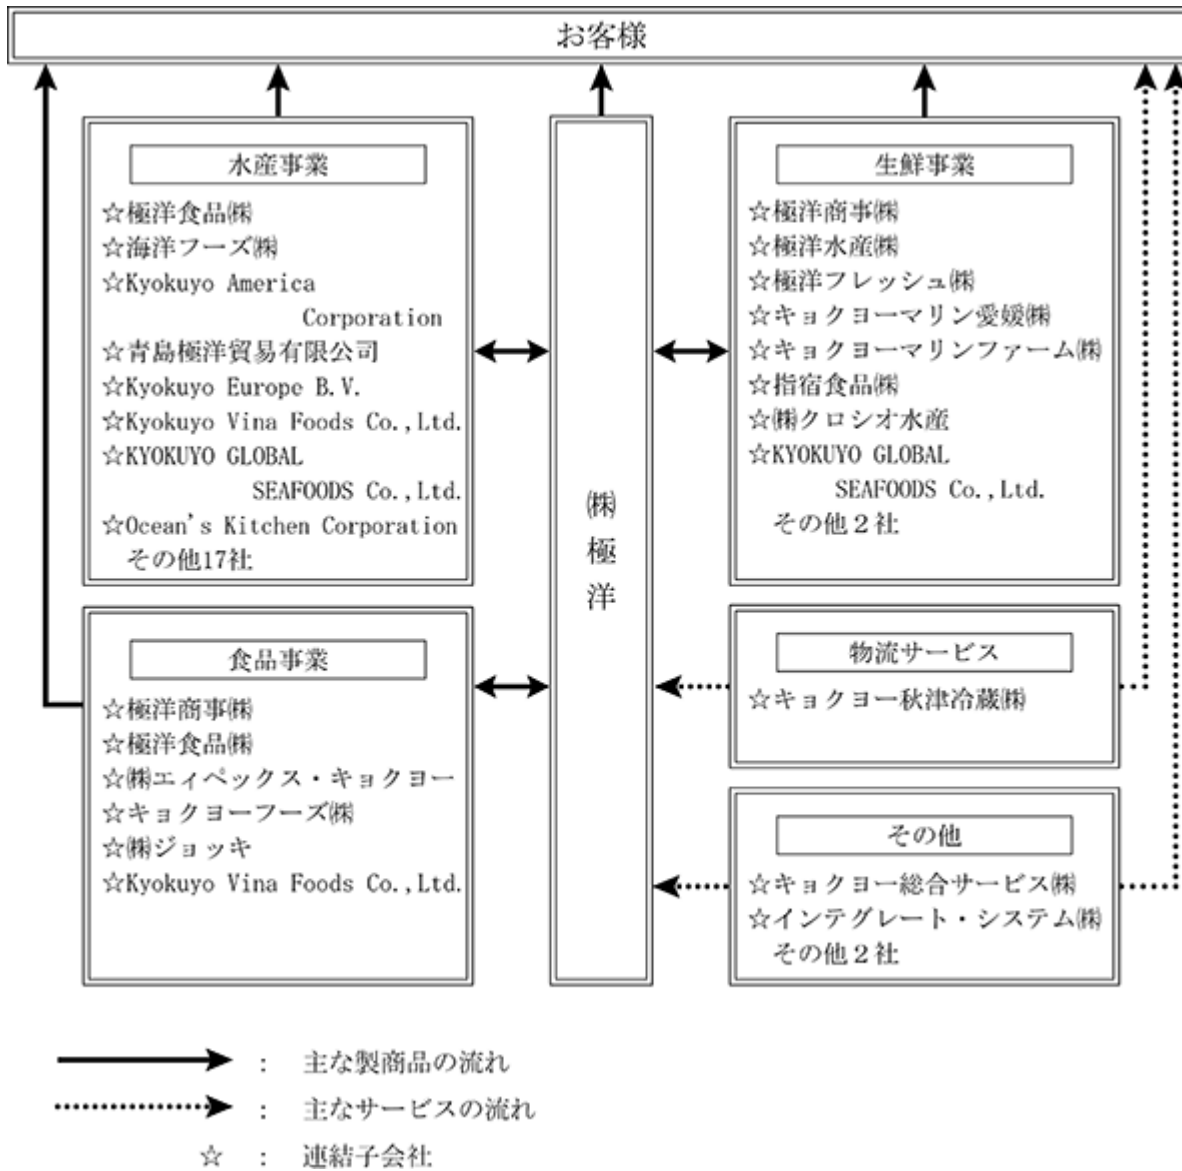 お客様
水産事業
☆極洋食品㈱
☆海洋フーズ㈱
☆Kyokuyo America
Corporation
☆青島極洋貿易有限公司
☆Kyokuyo Europe B.V.
☆Kyokuyo Vina Foods Co.,Ltd.
☆KYOKUYO GLOBAL
SEAFOODS Co.,Ltd.
☆Ocean's Kitchen Corporation
その他17社
食品事業
☆極洋商事㈱
☆極洋食品㈱
☆㈱エィペックス・キョクヨー
☆キョクヨーフーズ㈱
☆㈱ジョッキ
☆Kyokuyo Vina Foods Co.,Ltd.
㈱極洋
生鮮事業
☆極洋商事㈱
☆極洋水産㈱
☆極洋フレッシュ㈱
☆キョクヨーマリン愛媛㈱
☆キョクヨーマリンファーム㈱
☆指宿食品㈱
☆㈱クロシオ水産
☆KYOKUYO GLOBAL
SEAFOODS Co.,Ltd.
その他２社
物流サービス
☆キョクヨー秋津冷蔵㈱
その他
☆キョクヨー総合サービス㈱
☆インテグレート・システム㈱
その他２社
： 主な製商品の流れ
： 主なサービスの流れ
☆ ： 連結子会社